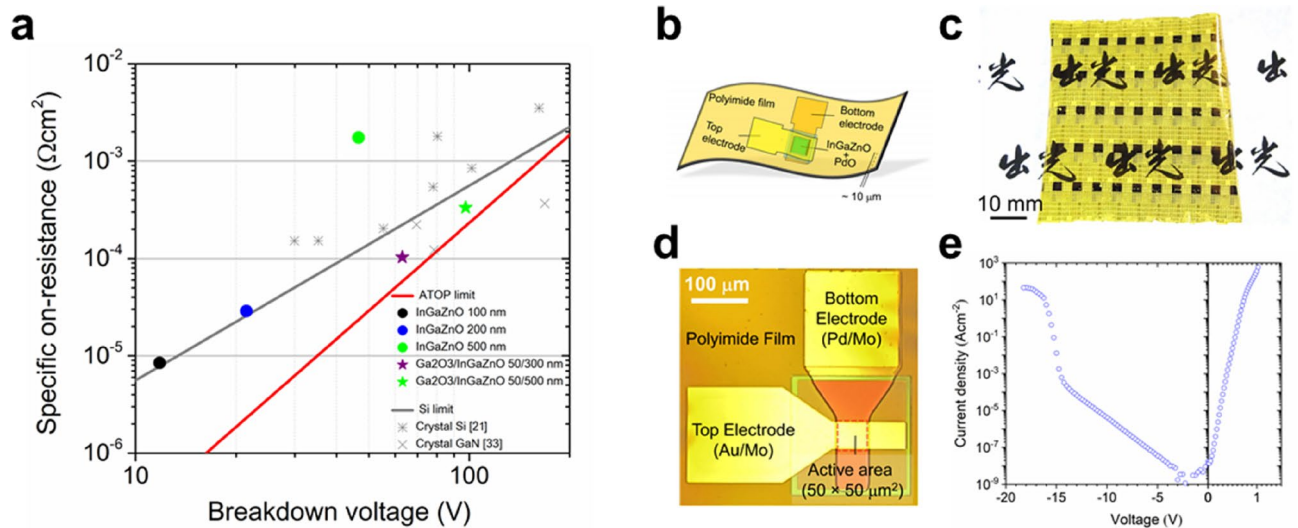 a
10⁻²
10⁻³
10⁻⁴
10⁻⁵
10⁻⁶
10
100
Specific on-resistance (Ωcm²)
Breakdown voltage (V)
ATOP limit
InGaZnO 100 nm
InGaZnO 200 nm
InGaZnO 500 nm
Ga2O3/InGaZnO 50/300 nm
Ga2O3/InGaZnO 50/500 nm
Si limit
Crystal Si [21]
Crystal GaN [33]
b
Polyimide film
Bottom
electrode
Top
electrode
InGaZnO
+
PdO
~ 10 μm
c
光 出光 出光 出
出光 出光 出光
10 mm
d
100 μm
Bottom
Electrode
(Pd/Mo)
Polyimide Film
Top Electrode
(Au/Mo)
Active area
(50 × 50 μm²)
e
10³
10¹
10⁻¹
10⁻³
10⁻⁵
10⁻⁷
10⁻⁹
-20 -15 -10 -5 0 1
Current density (Acm⁻²)
Voltage (V)